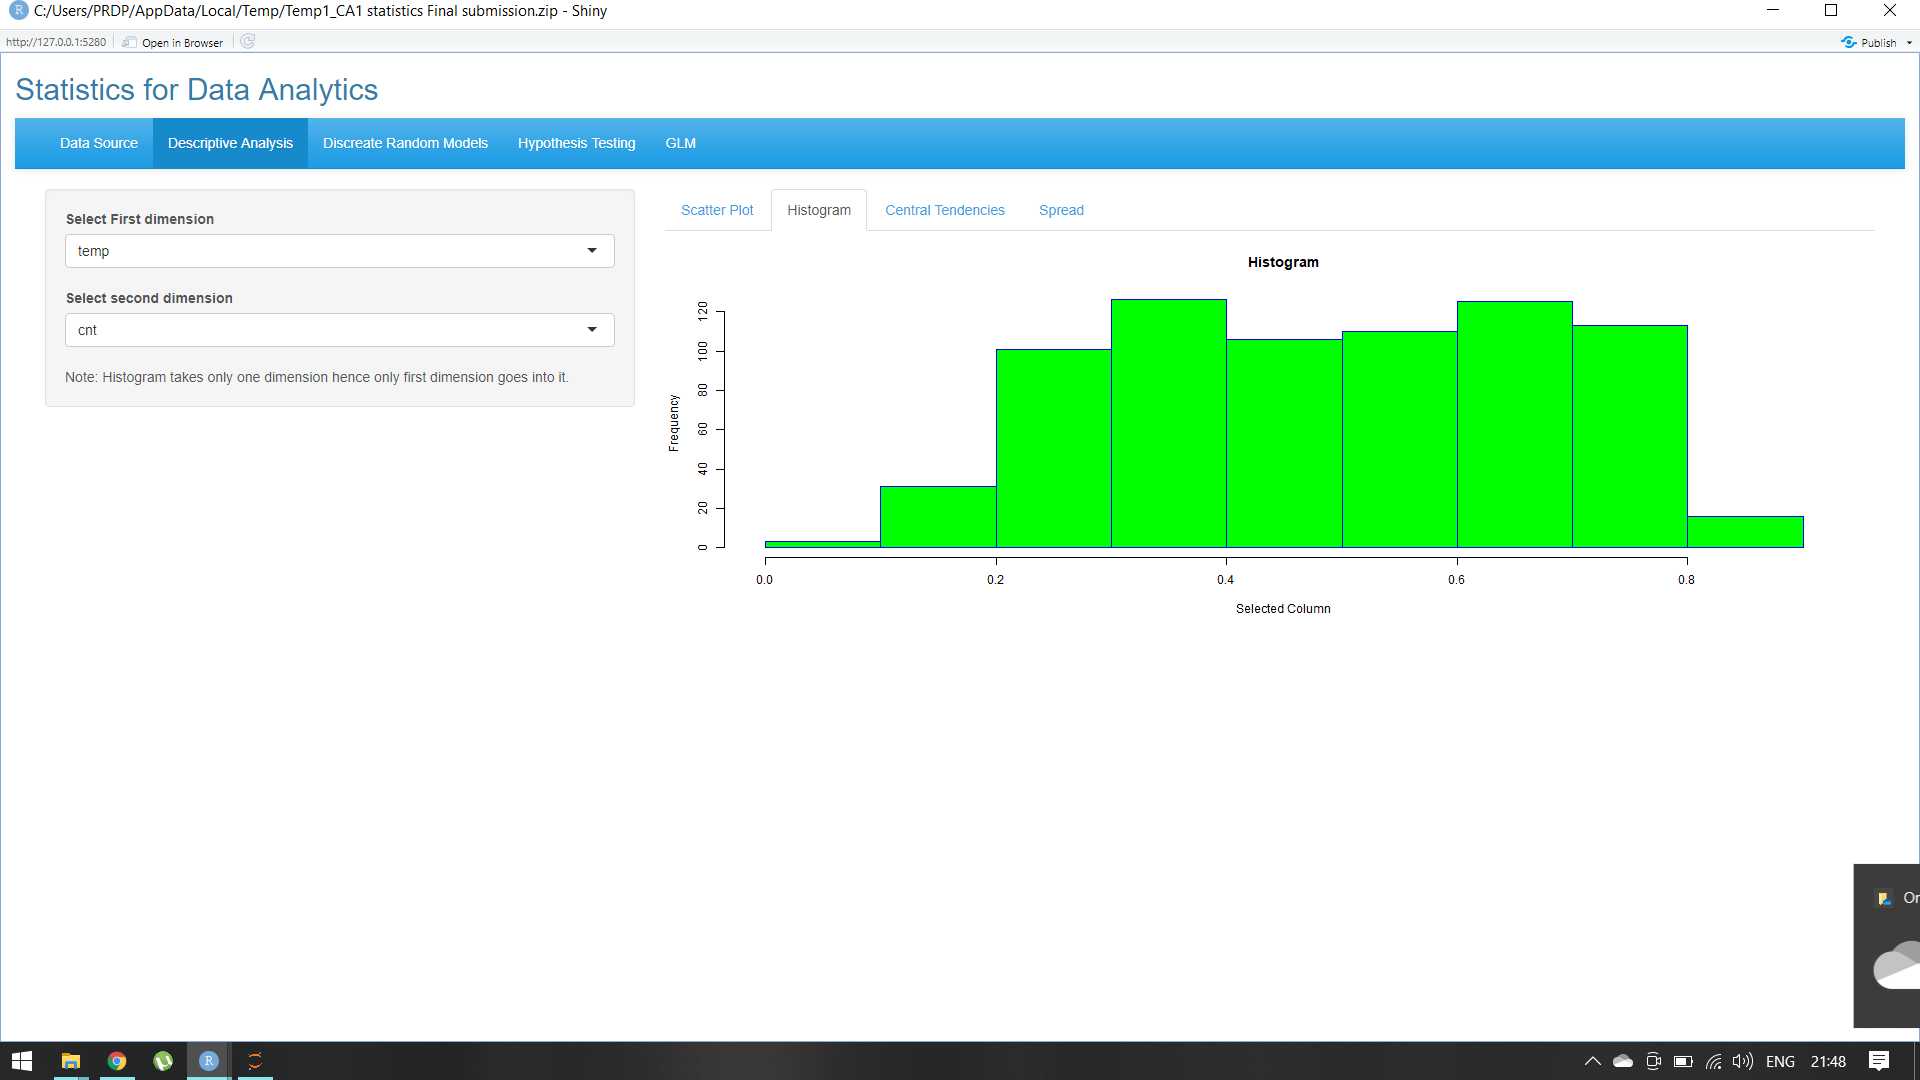 R C:/Users/PRDP/AppData/Local/Temp/Temp1_CA1 statistics Final submission.zip - Shiny
http://127.0.0.1:5280 Open in Browser Publish
Statistics for Data Analytics
Data Source Descriptive Analysis Discreate Random Models Hypothesis Testing GLM
Select First dimension
temp
Select second dimension
cnt
Note: Histogram takes only one dimension hence only first dimension goes into it.
Scatter Plot Histogram Central Tendencies Spread
Histogram
Frequency
120
100
80
60
40
20
0
0.0 0.2 0.4 0.6 0.8
Selected Column
R ENG 21:48